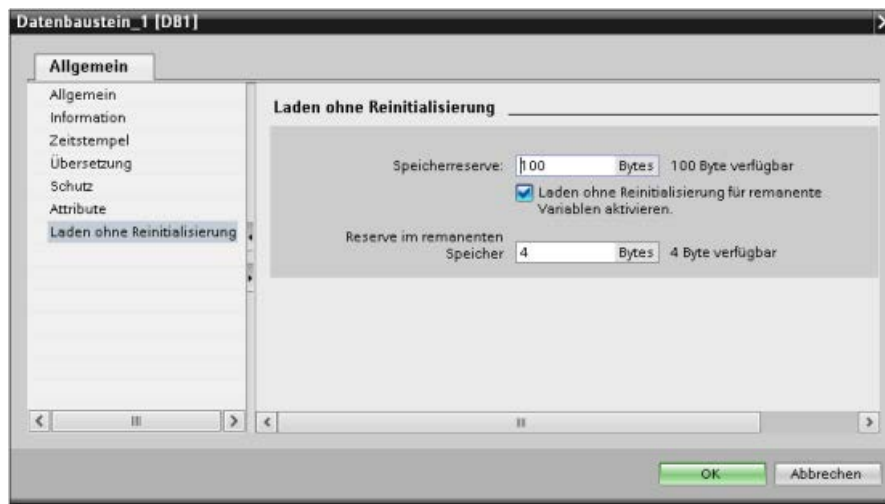 Datenbaustein_1 [DB1]
Allgemein
Allgemein
Information
Zeitstempel
Übersetzung
Schutz
Attribute
Laden ohne Reinitialisierung
Laden ohne Reinitialisierung
Speicherreserve: 100 Bytes 100 Byte verfügbar
Laden ohne Reinitialisierung für remanente
Variablen aktivieren.
Reserve im remanenten
Speicher 4 Bytes 4 Byte verfügbar
OK Abbrechen